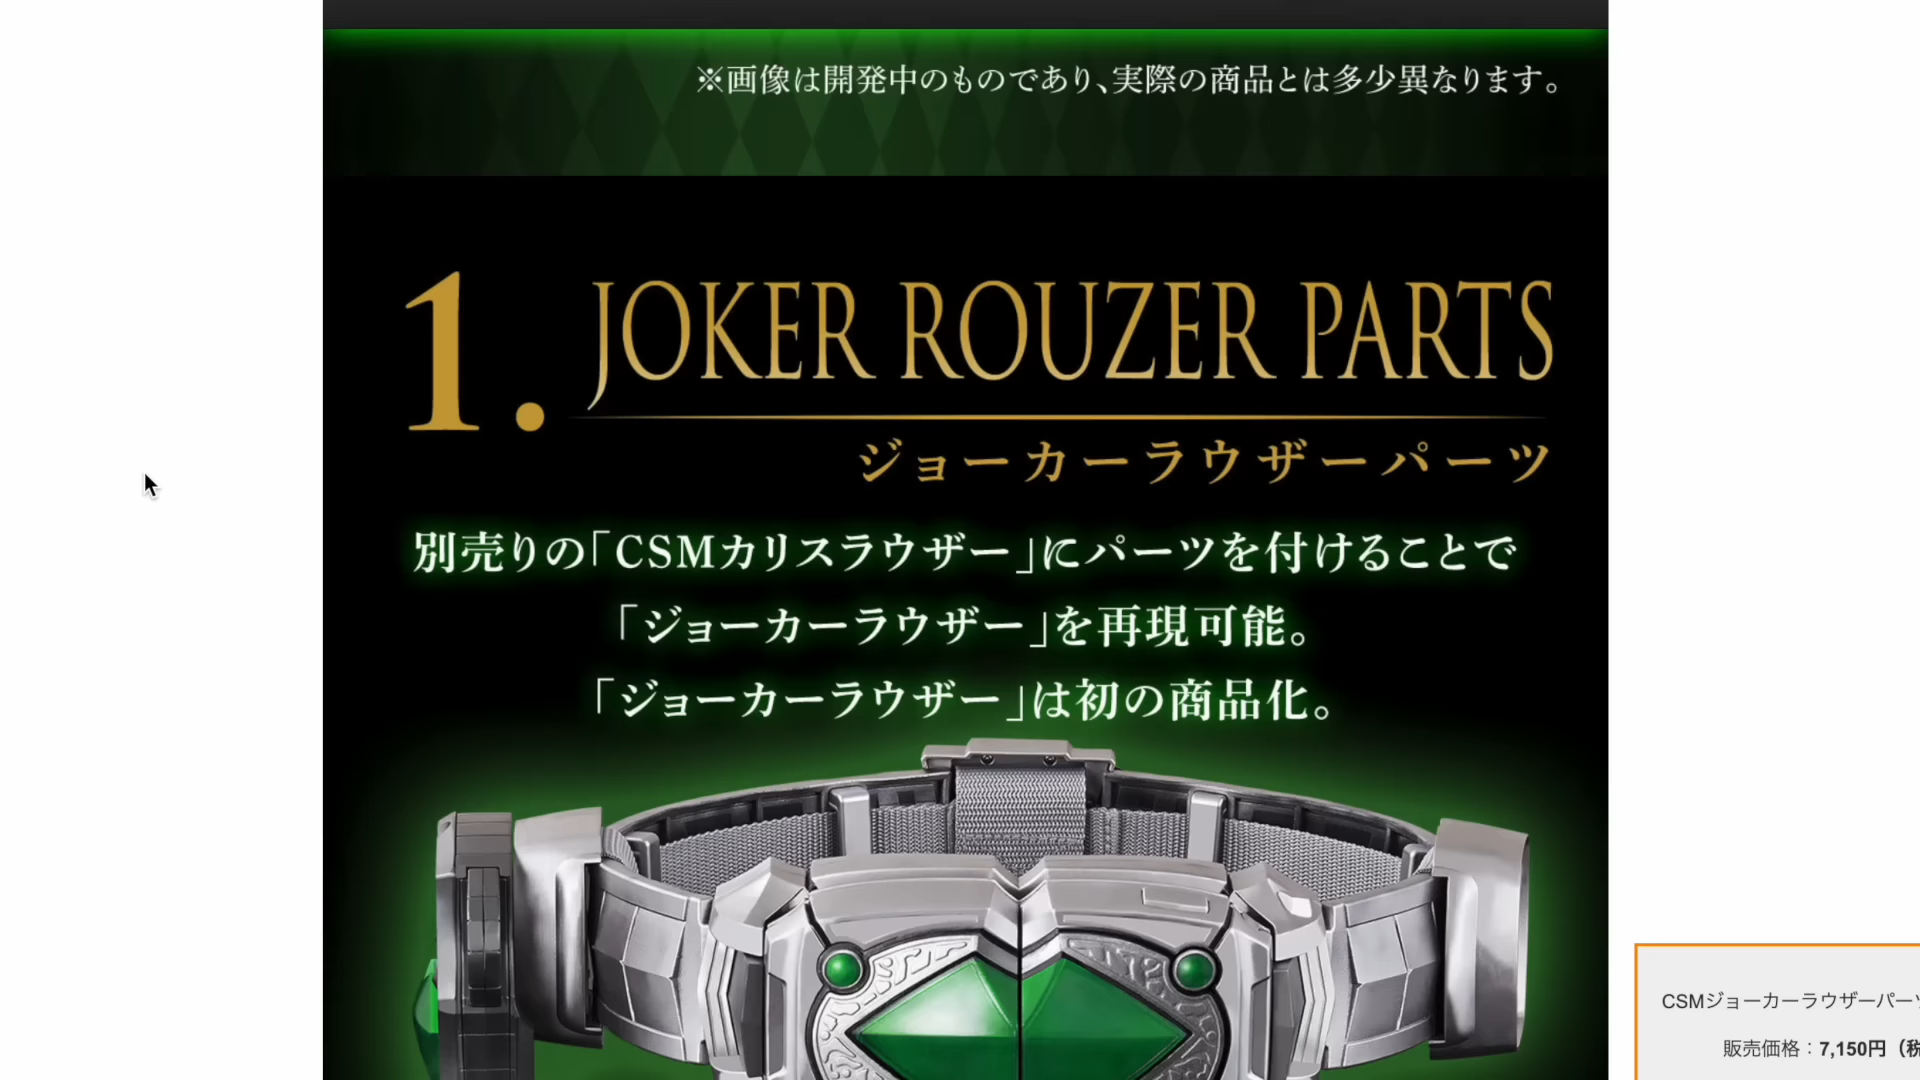 ※画像は開発中のものであり、実際の商品とは多少異なります。
1. JOKER ROUZER PARTS
ジョーカーラウザーパーツ
別売りの「CSMカリスラウザー」にパーツを付けることで
「ジョーカーラウザー」を再現可能。
「ジョーカーラウザー」は初の商品化。
CSMジョーカーラウザーパー
販売価格：7,150円（税